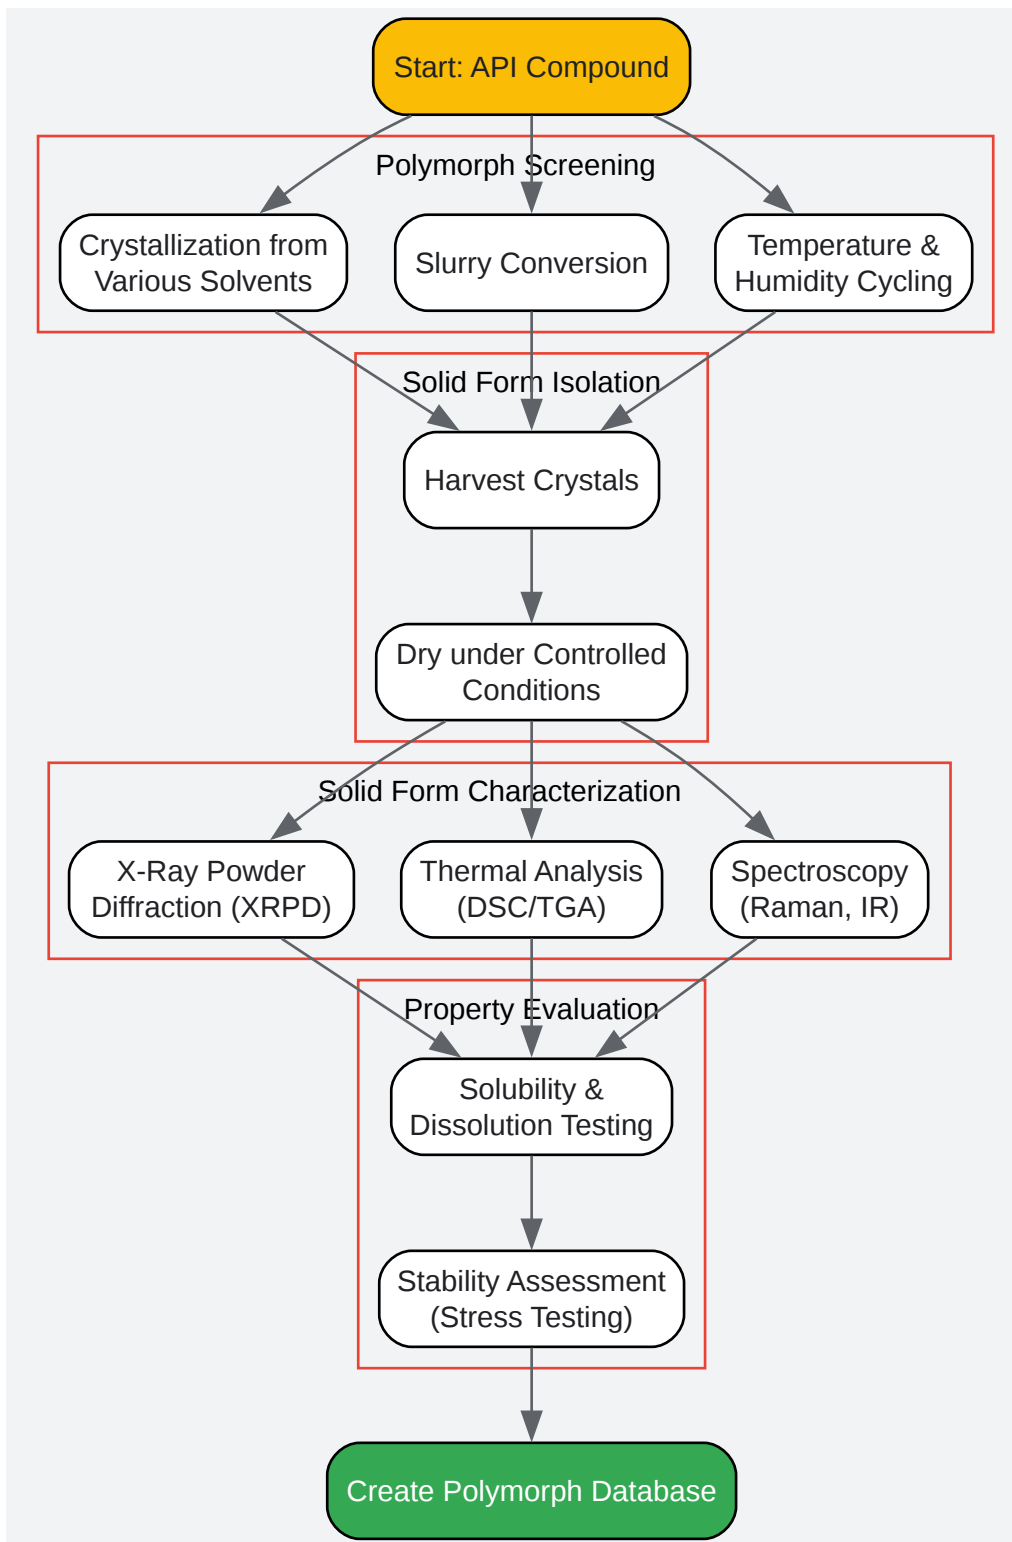 Start: API Compound
Polymorph Screening
Crystallization from
Various Solvents
Slurry Conversion
Temperature &
Humidity Cycling
Solid Form Isolation
Harvest Crystals
Dry under Controlled
Conditions
Solid Form Characterization
X-Ray Powder
Diffraction (XRPD)
Thermal Analysis
(DSC/TGA)
Spectroscopy
(Raman, IR)
Property Evaluation
Solubility &
Dissolution Testing
Stability Assessment
(Stress Testing)
Create Polymorph Database